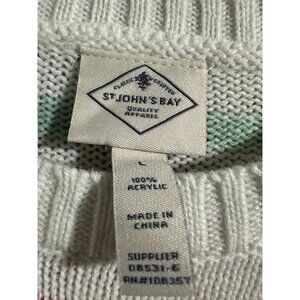 CLASSIC CRAFTED
ST JOHN'S BAY
QUALITY
APPAREL
L
100%
ACRYLIC
MADE IN
CHINA
SUPPLIER
08531-6
RN#108357